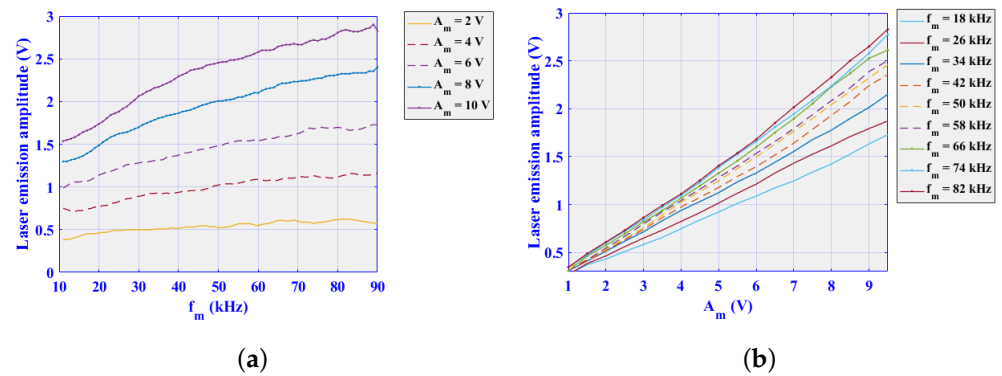 Laser emission amplitude (V)
3
2.5
2
1.5
1
0.5
0
10 20 30 40 50 60 70 80 90
f_m (kHz)
A_m = 2 V
A_m = 4 V
A_m = 6 V
A_m = 8 V
A_m = 10 V
(a)
Laser emission amplitude (V)
3
2.5
2
1.5
1
0.5
1 2 3 4 5 6 7 8 9
A_m (V)
f_m = 18 kHz
f_m = 26 kHz
f_m = 34 kHz
f_m = 42 kHz
f_m = 50 kHz
f_m = 58 kHz
f_m = 66 kHz
f_m = 74 kHz
f_m = 82 kHz
(b)